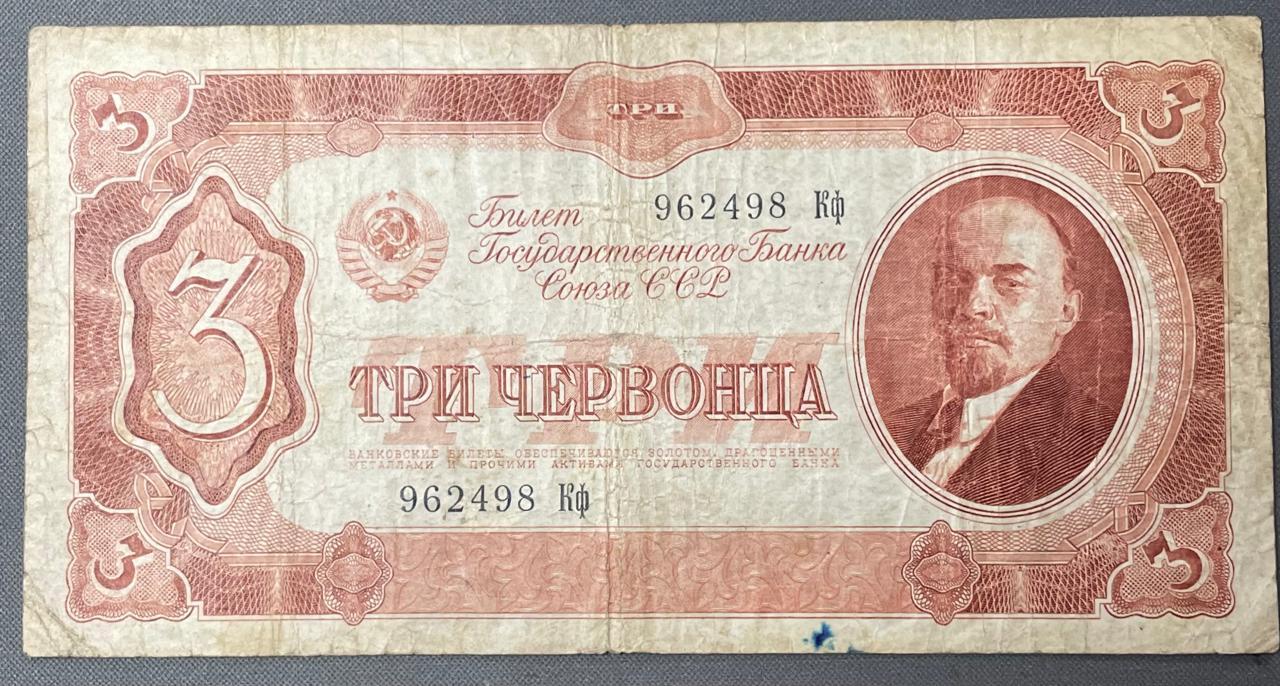 3
ТРИ
3
Билет
962498 Кф
Государственного Банка
Союза ССР
3
ТРИ
ТРИ ЧЕРВОНЦА
БАНКОВСКИЕ БИЛЕТЫ ОБЕСПЕЧИВАЮТСЯ ЗОЛОТОМ, ДРАГОЦЕННЫМИ
МЕТАЛЛАМИ И ПРОЧИМИ АКТИВАМИ ГОСУДАРСТВЕННОГО БАНКА
962498 Кф
3
3